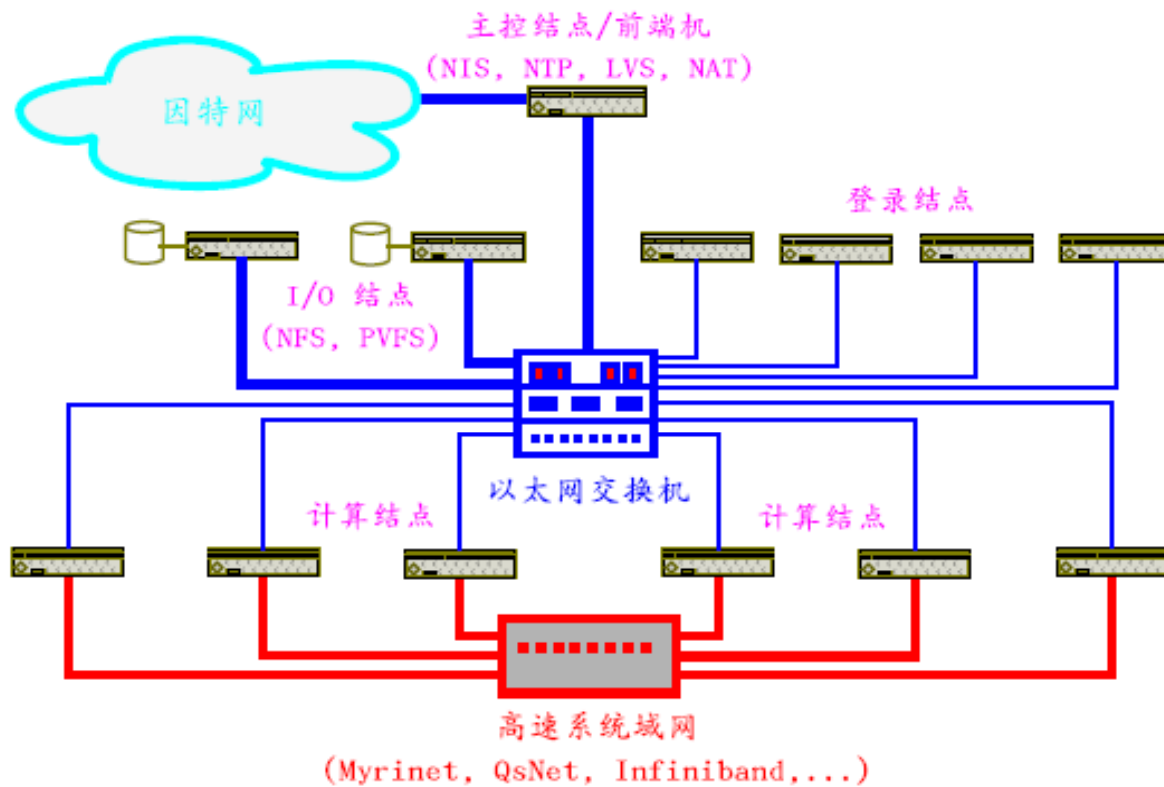 主控结点/前端机
(NIS, NTP, LVS, NAT)
因特网
登录结点
I/O 结点
(NFS, PVFS)
以太网交换机
计算结点
计算结点
高速系统域网
(Myrinet, QsNet, Infiniband,...)